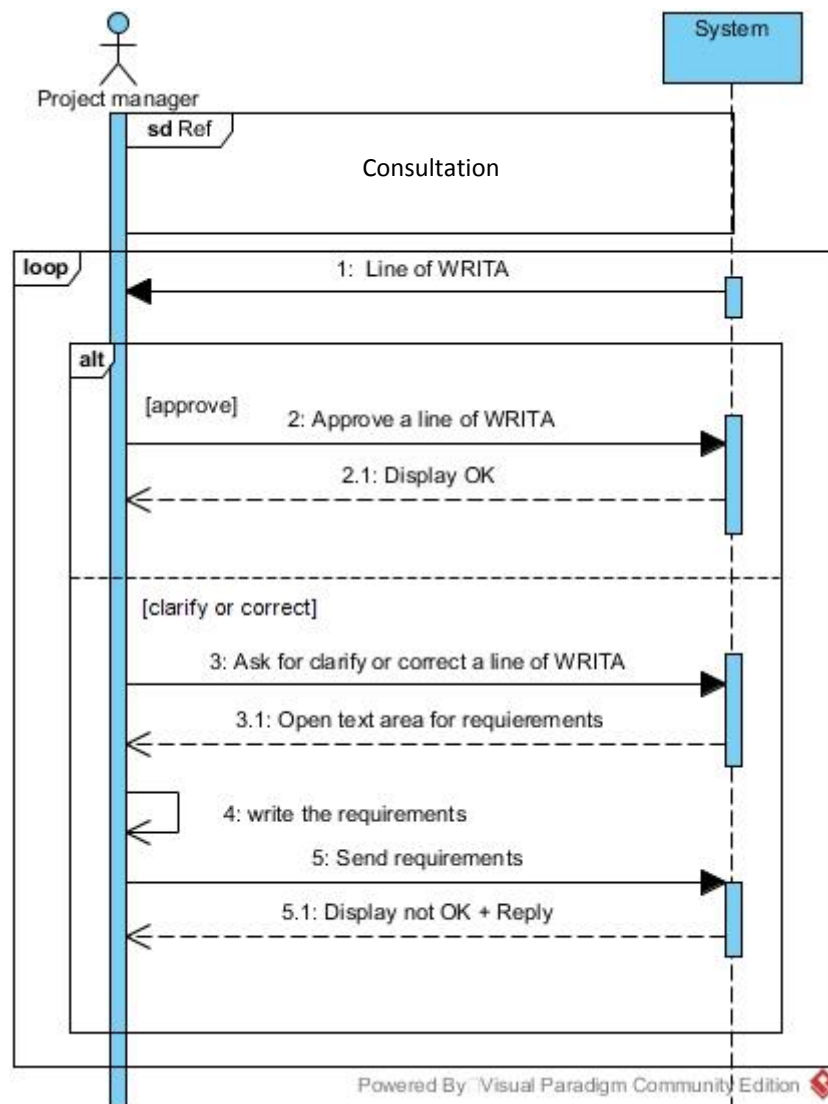 System
Project manager
sd Ref
Consultation
loop
1: Line of WRITA
alt
[approve]
2: Approve a line of WRITA
2.1: Display OK
[clarify or correct]
3: Ask for clarify or correct a line of WRITA
3.1: Open text area for requierements
4: write the requirements
5: Send requirements
5.1: Display not OK + Reply
Powered By Visual Paradigm Community Edition